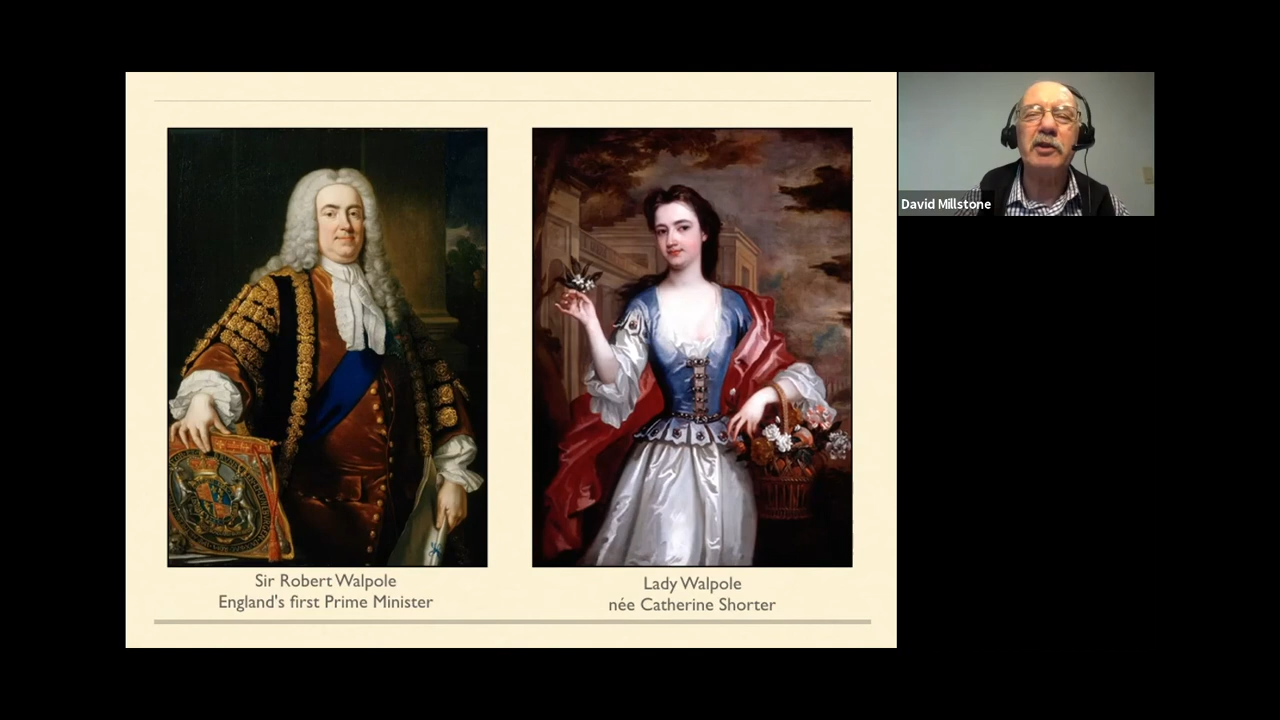 David Millstone
Sir Robert Walpole
England's first Prime Minister
Lady Walpole
née Catherine Shorter